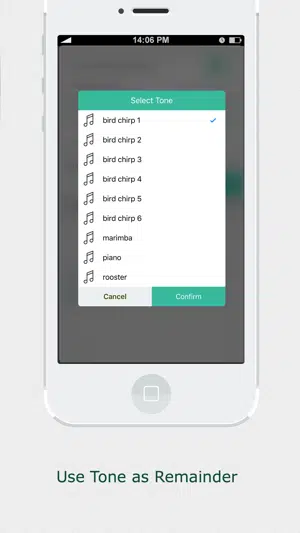 14:06 PM
Select Tone
bird chirp 1
bird chirp 2
bird chirp 3
bird chirp 4
bird chirp 5
bird chirp 6
marimba
piano
rooster
Cancel Confirm
Use Tone as Remainder